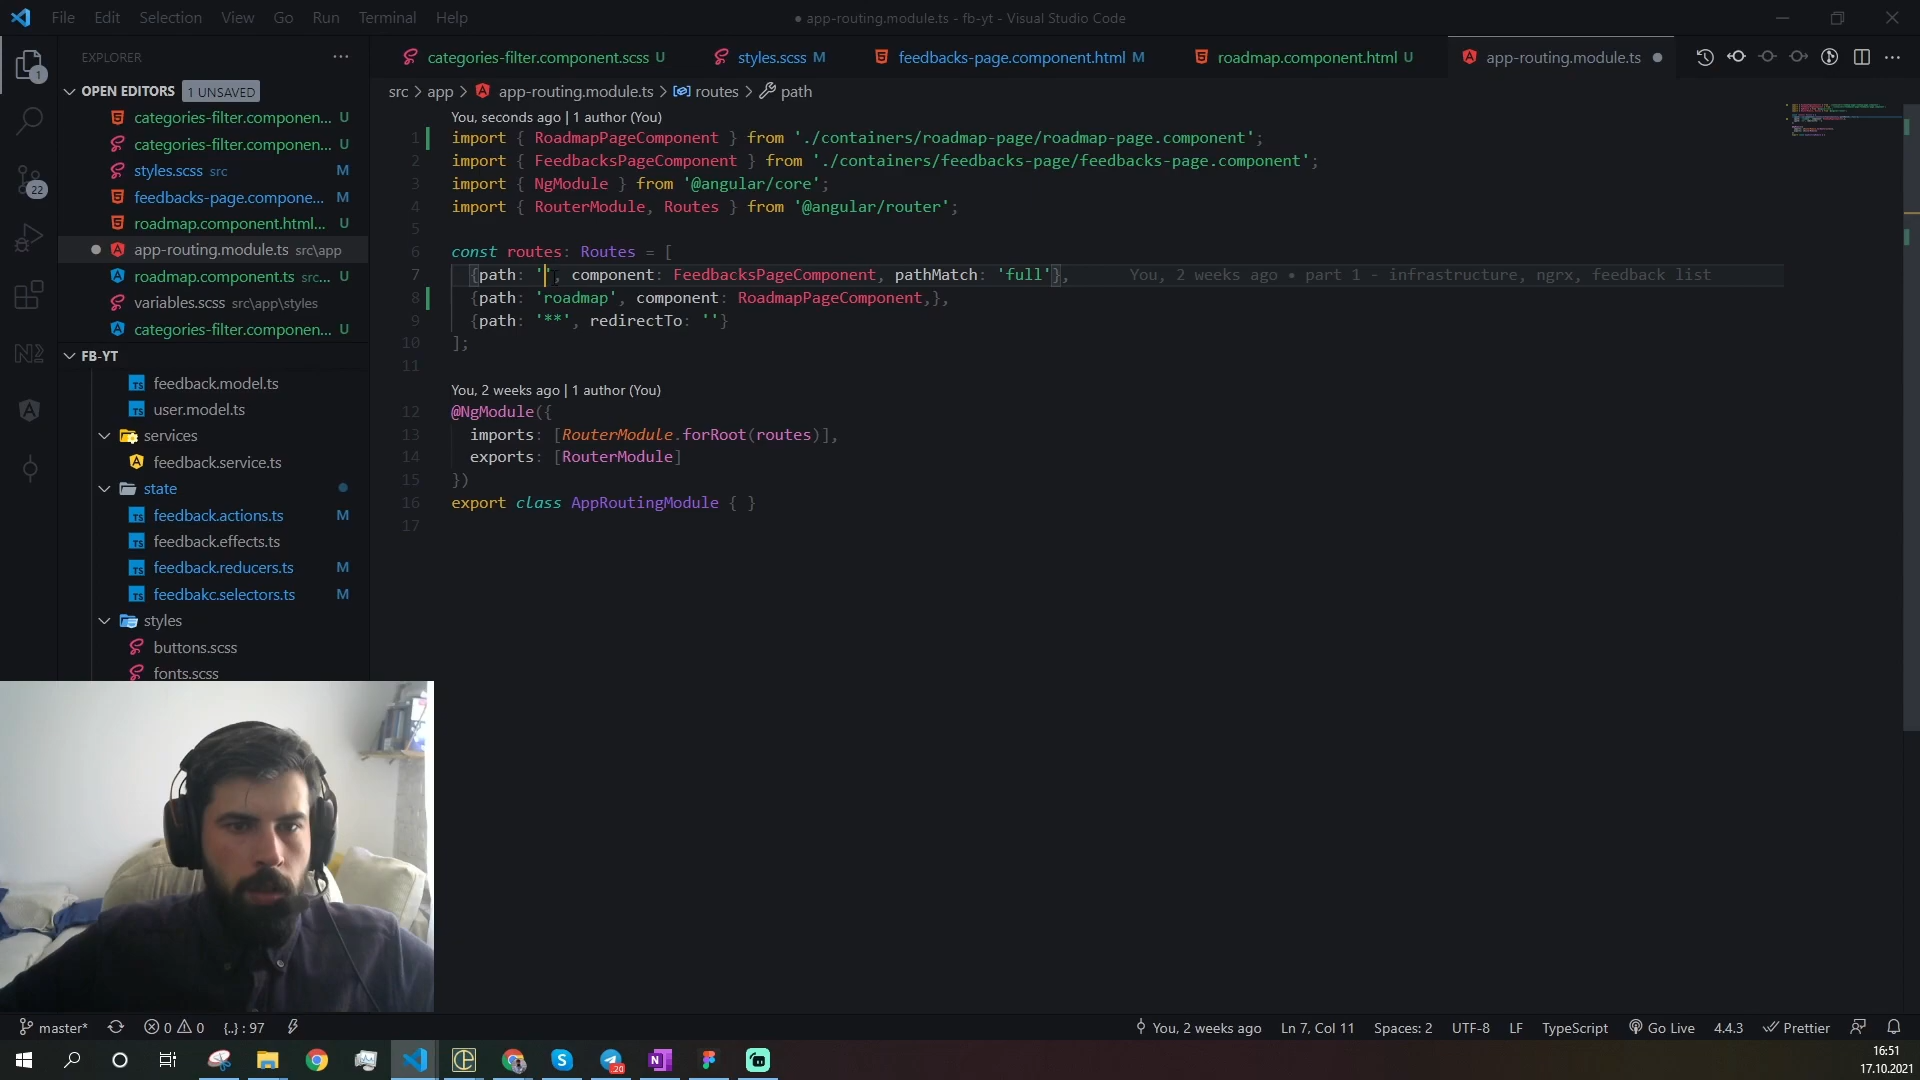 File Edit Selection View Go Run Terminal Help
● app-routing.module.ts - fb-yt - Visual Studio Code
EXPLORER
categories-filter.component.scss U
styles.scss M
feedbacks-page.component.html M
roadmap.component.html U
app-routing.module.ts
OPEN EDITORS 1 UNSAVED
categories-filter.componen... U
categories-filter.componen... U
styles.scss src M
feedbacks-page.compone... M
roadmap.component.html... U
app-routing.module.ts src\app
roadmap.component.ts src... U
variables.scss src\app\styles
categories-filter.componen... U
FB-YT
feedback.model.ts
user.model.ts
services
feedback.service.ts
state
feedback.actions.ts M
feedback.effects.ts
feedback.reducers.ts M
feedbakc.selectors.ts M
styles
buttons.scss
fonts.scss
1
22
src > app > app-routing.module.ts > routes > path
You, seconds ago | 1 author (You)
1 import { RoadmapPageComponent } from './containers/roadmap-page/roadmap-page.component';
2 import { FeedbacksPageComponent } from './containers/feedbacks-page/feedbacks-page.component';
3 import { NgModule } from '@angular/core';
4 import { RouterModule, Routes } from '@angular/router';
5
6 const routes: Routes = [
7 {path: '', component: FeedbacksPageComponent, pathMatch: 'full'}, You, 2 weeks ago • part 1 - infrastructure, ngrx, feedback list
8 {path: 'roadmap', component: RoadmapPageComponent,},
9 {path: '**', redirectTo: ''}
10 ];
11
You, 2 weeks ago | 1 author (You)
12 @NgModule({
13 imports: [RouterModule.forRoot(routes)],
14 exports: [RouterModule]
15 })
16 export class AppRoutingModule { }
17
master* 0 0 {..} : 97
You, 2 weeks ago Ln 7, Col 11 Spaces: 2 UTF-8 LF TypeScript Go Live 4.4.3 Prettier
20
16:51
17.10.2021